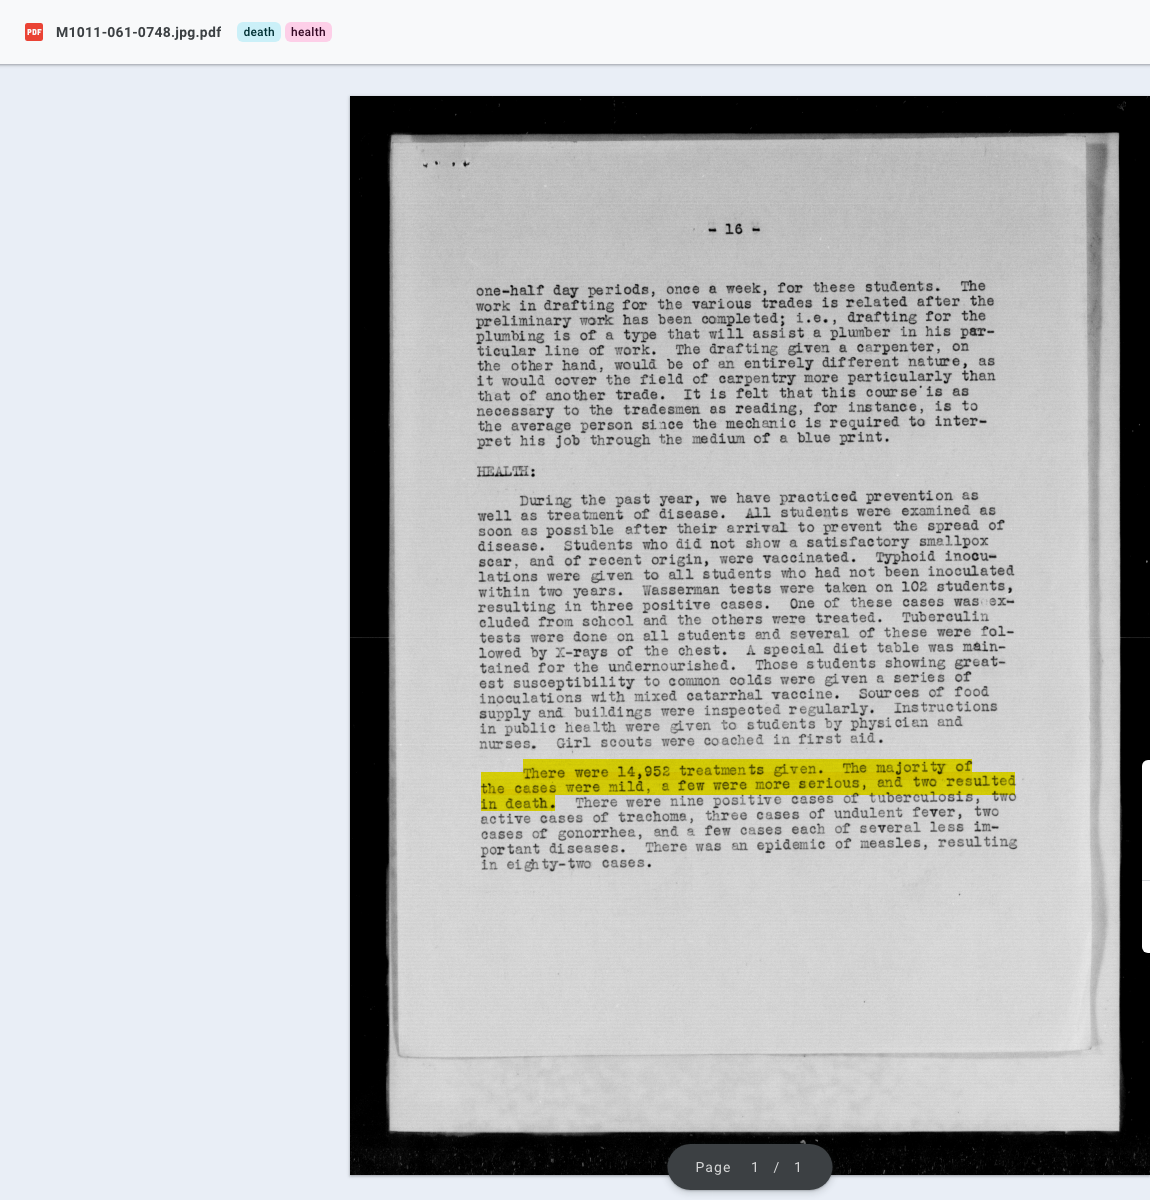 PDF M1011-061-0748.jpg.pdf death health
- 16 -
one-half day periods, once a week, for these students. The
work in drafting for the various trades is related after the
preliminary work has been completed; i.e., drafting for the
plumbing is of a type that will assist a plumber in his par-
ticular line of work. The drafting given a carpenter, on
the other hand, would be of an entirely different nature, as
it would cover the field of carpentry more particularly than
that of another trade. It is felt that this course is as
necessary to the tradesmen as reading, for instance, is to
the average person since the mechanic is required to inter-
pret his job through the medium of a blue print.
HEALTH:
During the past year, we have practiced prevention as
well as treatment of disease. All students were examined as
soon as possible after their arrival to prevent the spread of
disease. Students who did not show a satisfactory smallpox
scar, and of recent origin, were vaccinated. Typhoid inocu-
lations were given to all students who had not been inoculated
within two years. Wasserman tests were taken on 102 students,
resulting in three positive cases. One of these cases was ex-
cluded from school and the others were treated. Tuberculin
tests were done on all students and several of these were fol-
lowed by X-rays of the chest. A special diet table was main-
tained for the undernourished. Those students showing great-
est susceptibility to common colds were given a series of
inoculations with mixed catarrhal vaccine. Sources of food
supply and buildings were inspected regularly. Instructions
in public health were given to students by physician and
nurses. Girl scouts were coached in first aid.
There were 14,952 treatments given. The majority of
the cases were mild, a few were more serious, and two resulted
in death. There were nine positive cases of tuberculosis, two
active cases of trachoma, three cases of undulent fever, two
cases of gonorrhea, and a few cases each of several less im-
portant diseases. There was an epidemic of measles, resulting
in eighty-two cases.
Page 1 / 1